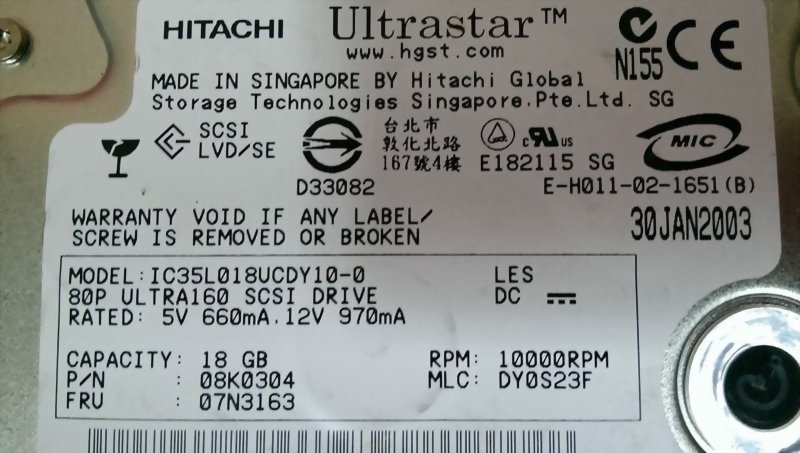 HITACHI Ultrastar™
www.hgst.com
N155
MADE IN SINGAPORE BY Hitachi Global
Storage Technologies Singapore.Pte.Ltd. SG
SCSI
LVD/SE
D33082
台北市
敦化北路
167號4樓
c UL US
E182115 SG
MIC
E-H011-02-1651(B)
WARRANTY VOID IF ANY LABEL/
SCREW IS REMOVED OR BROKEN
30JAN2003
MODEL:IC35L018UCDY10-0 LES
80P ULTRA160 SCSI DRIVE DC
RATED: 5V 660mA.12V 970mA
CAPACITY: 18 GB RPM: 10000RPM
P/N : 08K0304 MLC: DY0S23F
FRU : 07N3163